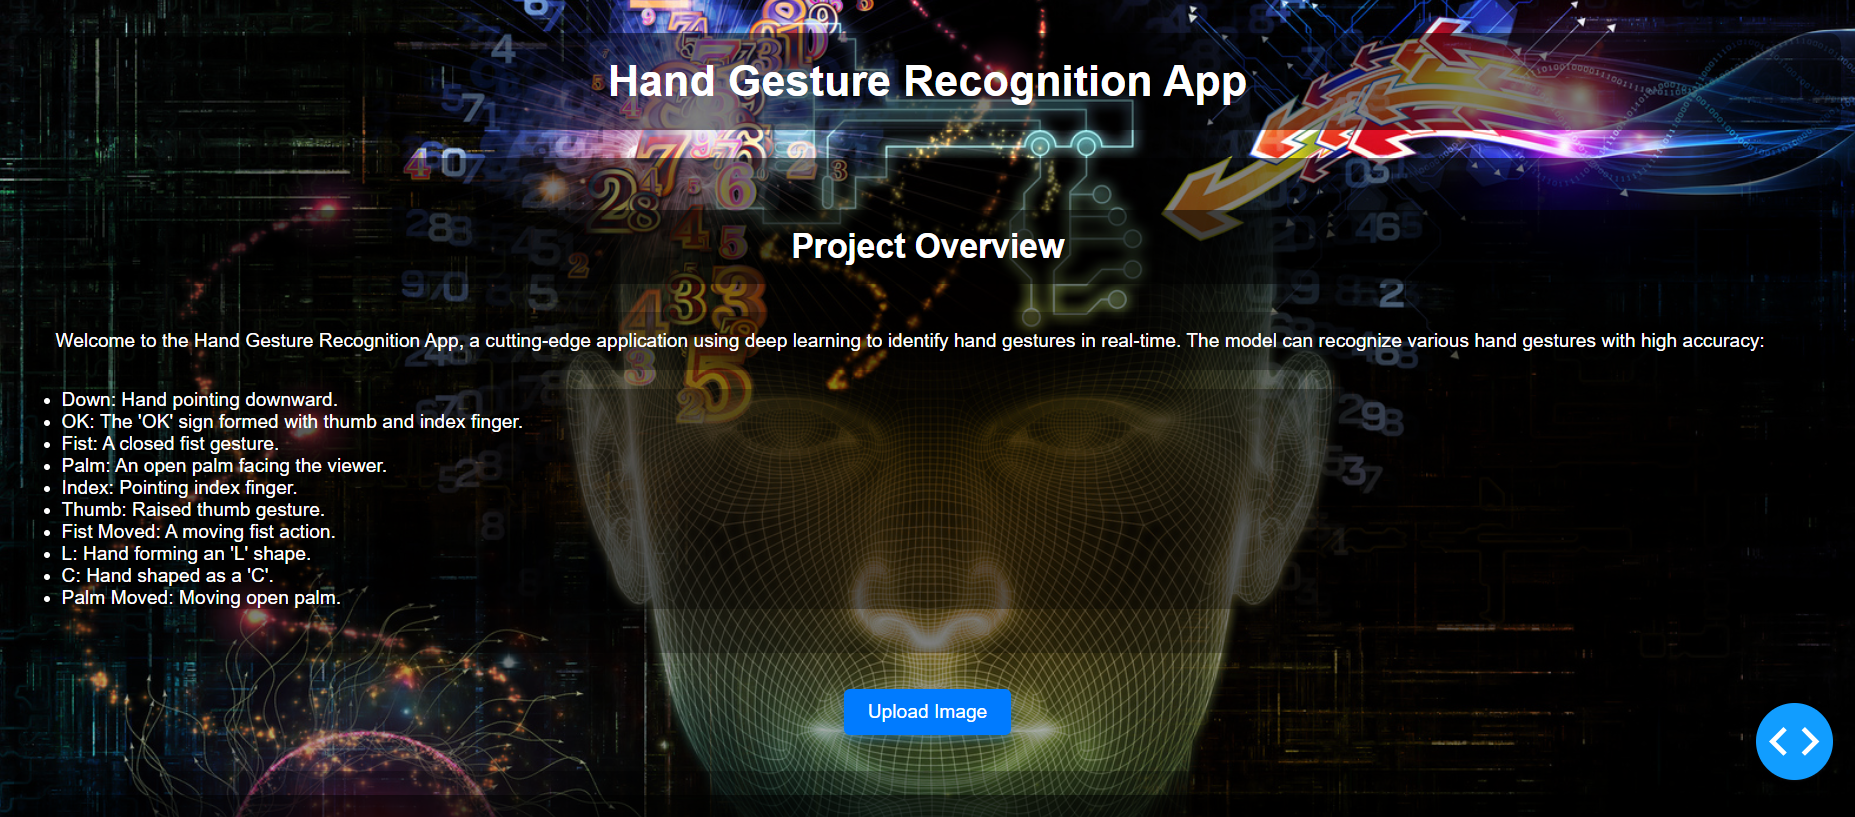 Hand Gesture Recognition App
Project Overview
Welcome to the Hand Gesture Recognition App, a cutting-edge application using deep learning to identify hand gestures in real-time. The model can recognize various hand gestures with high accuracy:
Down: Hand pointing downward.
OK: The 'OK' sign formed with thumb and index finger.
Fist: A closed fist gesture.
Palm: An open palm facing the viewer.
Index: Pointing index finger.
Thumb: Raised thumb gesture.
Fist Moved: A moving fist action.
L: Hand forming an 'L' shape.
C: Hand shaped as a 'C'.
Palm Moved: Moving open palm.
Upload Image